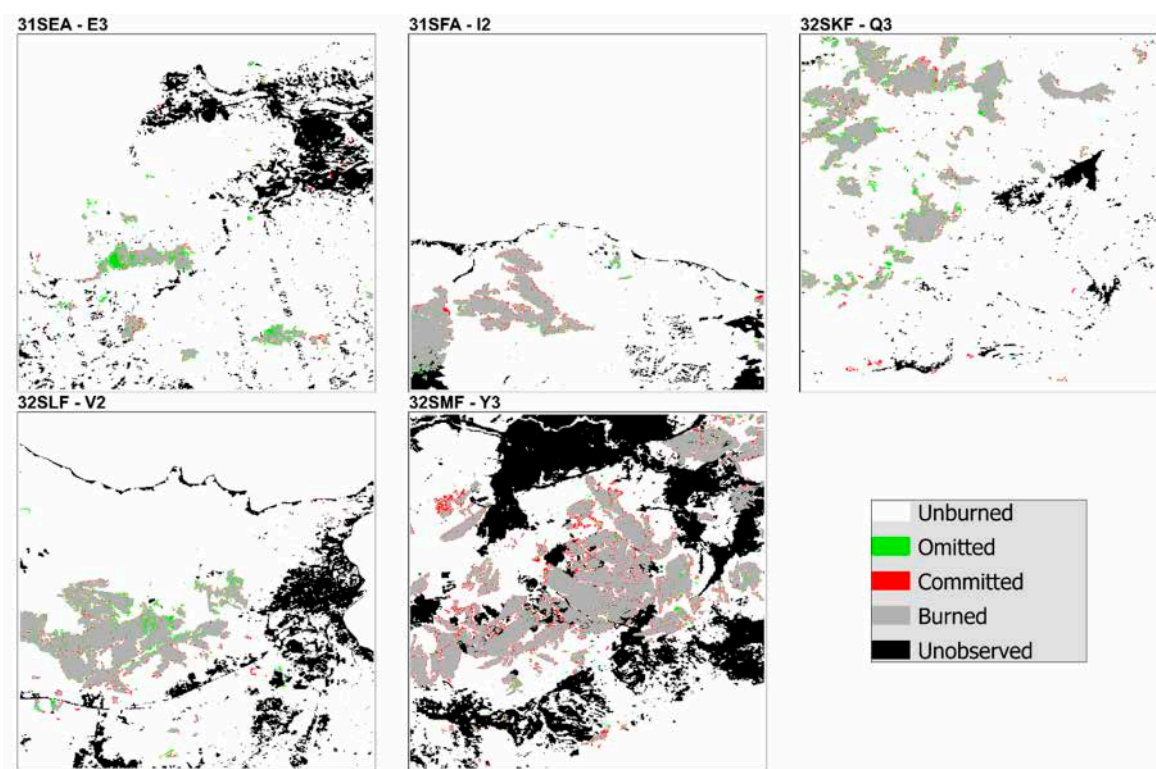 31SEA - E3
31SFA - I2
32SKF - Q3
32SLF - V2
32SMF - Y3
Unburned
Omitted
Committed
Burned
Unobserved